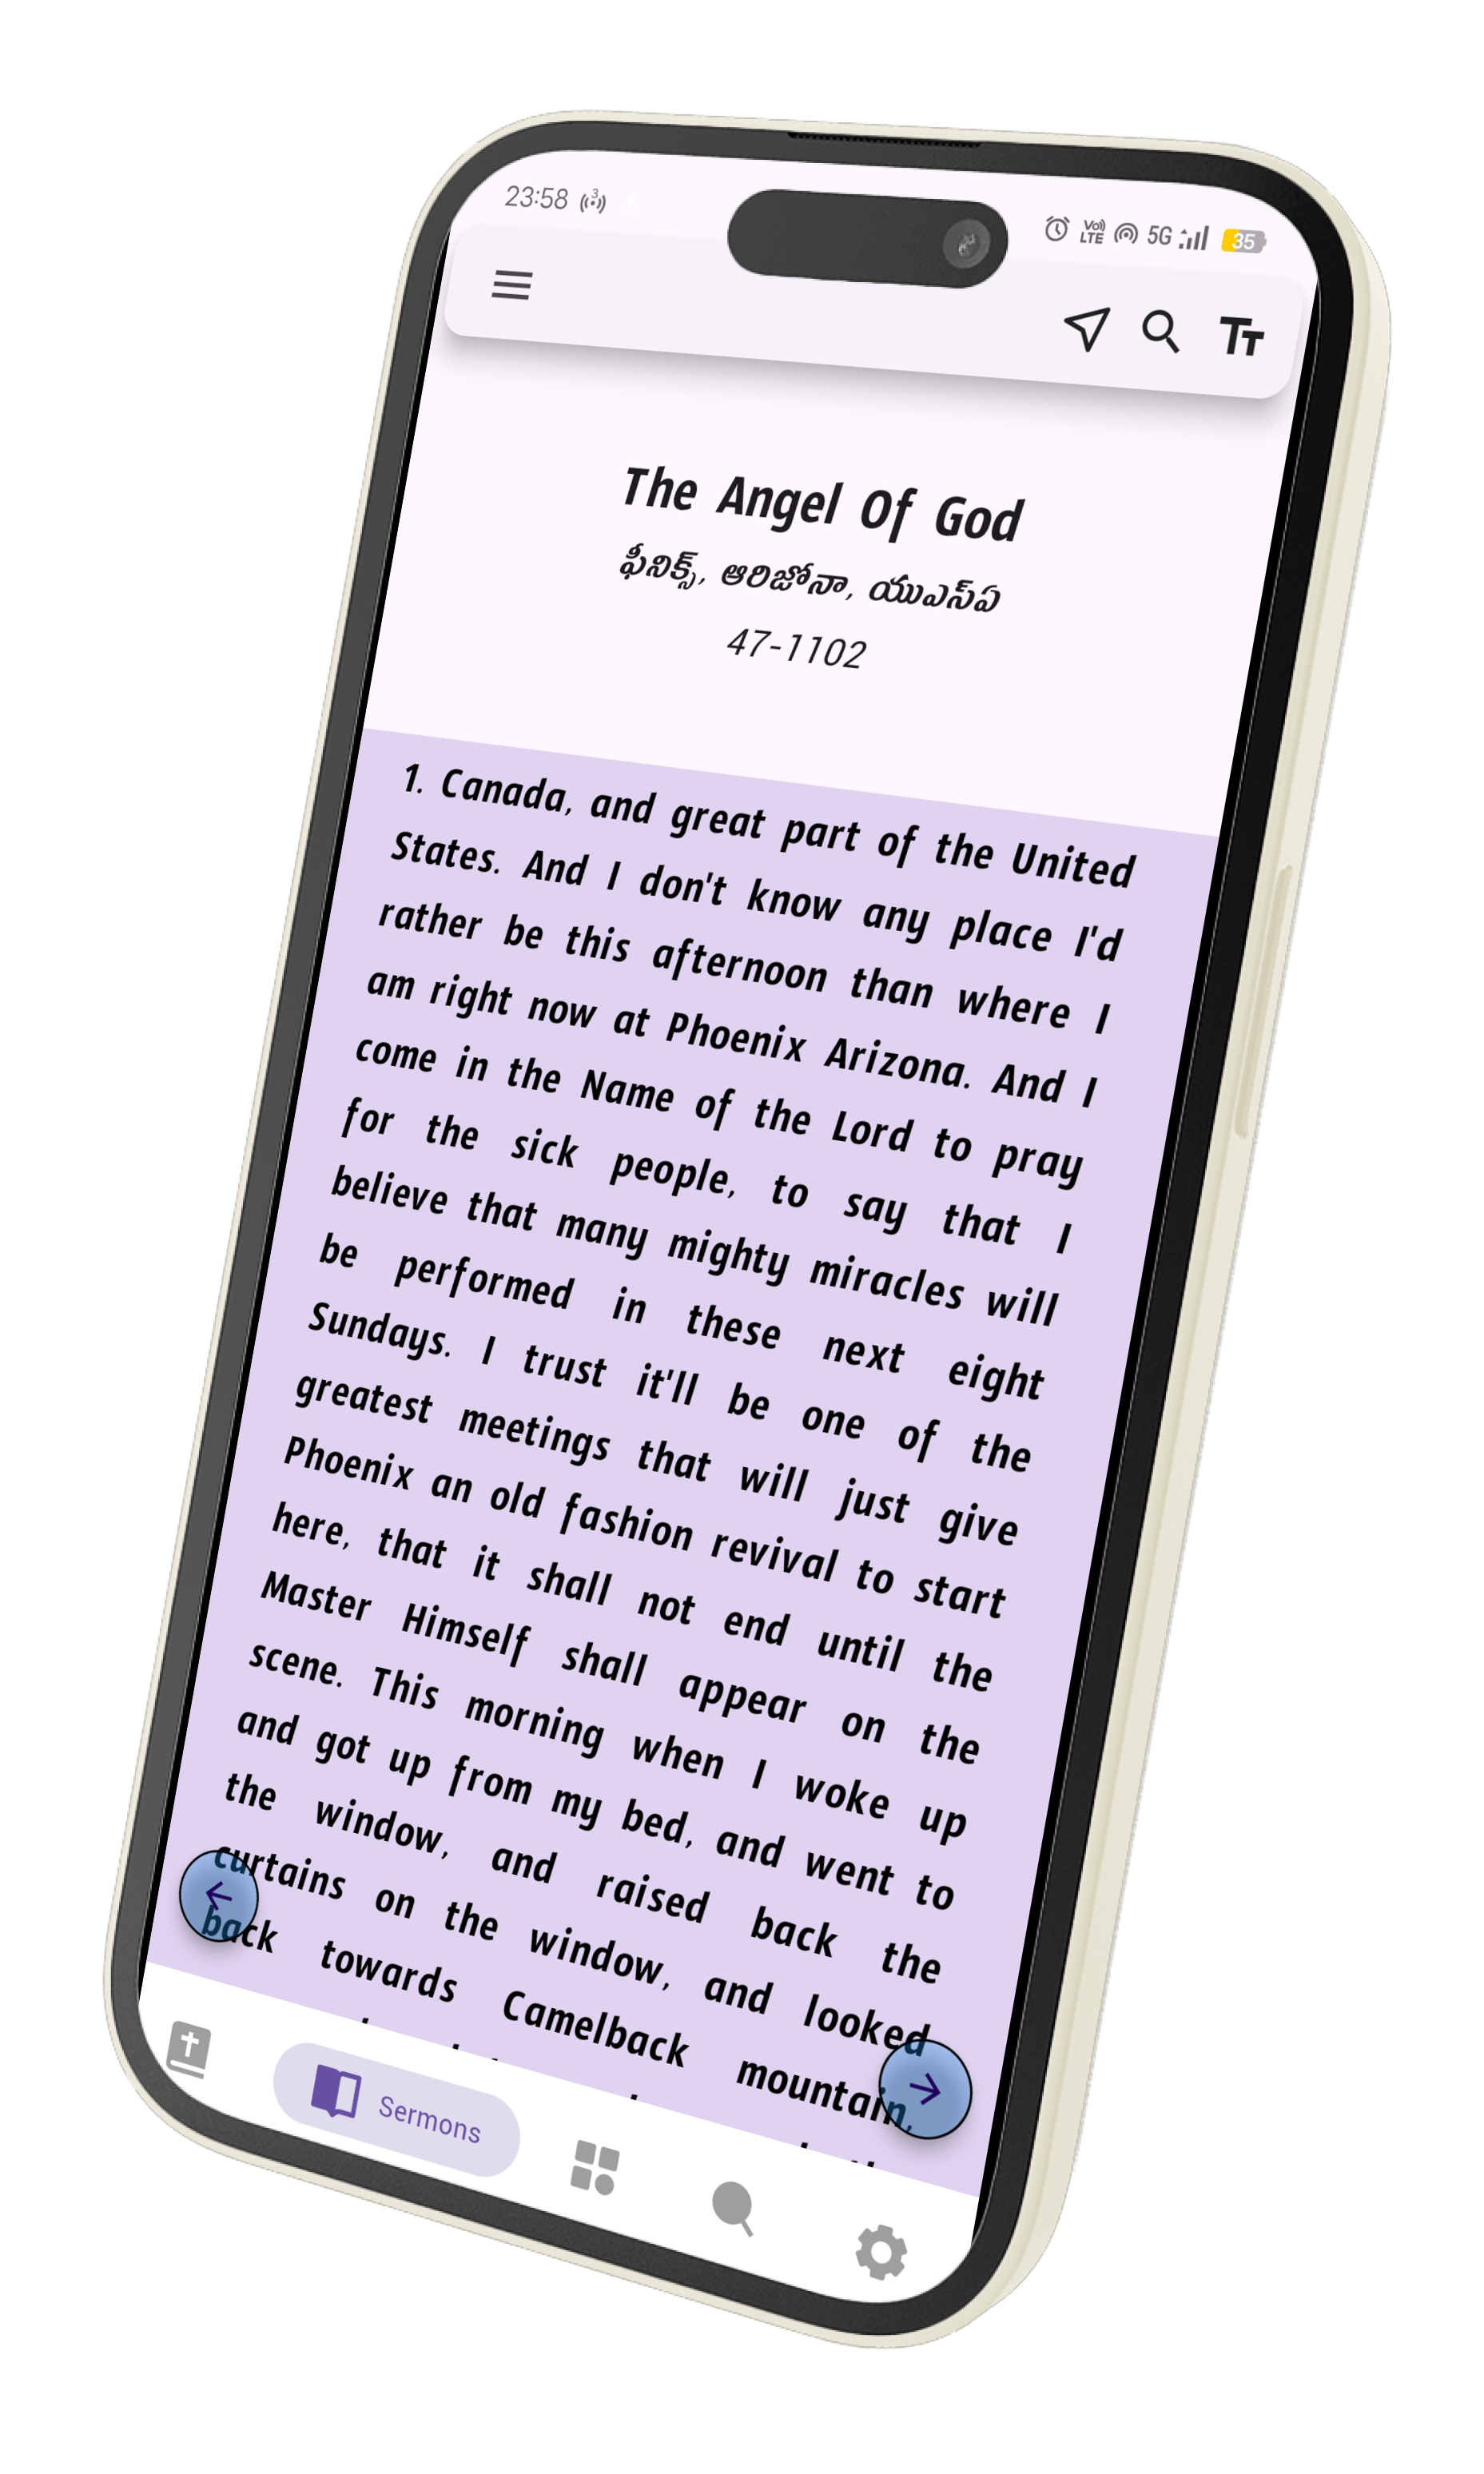 23:58 3 Vo) LTE 5G 35
TT
The Angel Of God
ఫీనిక్స్, ఆరిజోనా, యుఎస్ఏ
47-1102
1. Canada, and great part of the United
States. And I don't know any place I'd
rather be this afternoon than where I
am right now at Phoenix Arizona. And I
come in the Name of the Lord to pray
for the sick people, to say that I
believe that many mighty miracles will
be performed in these next eight
Sundays. I trust it'll be one of the
greatest meetings that will just give
Phoenix an old fashion revival to start
here, that it shall not end until the
Master Himself shall appear on the
scene. This morning when I woke up
and got up from my bed, and went to
the window, and raised back the
curtains on the window, and looked
back towards Camelback mountain,
Sermons